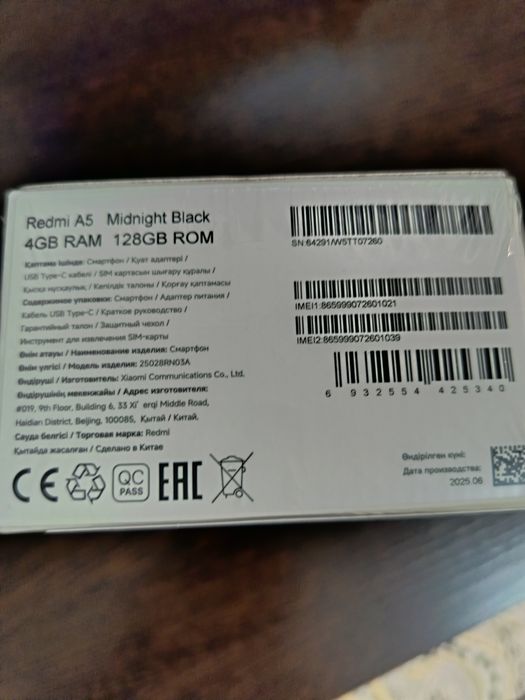 Redmi A5 Midnight Black
4GB RAM 128GB ROM
Қаптама ішінде: Смартфон / Қуат адаптері /
USB Type-C кабелі / SIM картасын шығару құралы /
Қысқа нұсқаулық / Кепілдік талоны / Қорғау қаптамасы
Содержимое упаковки: Смартфон / Адаптер питания /
Кабель USB Type-C / Краткое руководство /
Гарантийный талон / Защитный чехол /
Инструмент для извлечения SIM-карты
Өнім атауы / Наименование изделия: Смартфон
Өнім үлгісі / Модель изделия: 25028RN03A
Өндіруші / Изготовитель: Xiaomi Communications Co., Ltd.
Өндірушінің мекенжайы / Адрес изготовителя:
#019, 9th Floor, Building 6, 33 Xi' erqi Middle Road,
Haidian District, Beijing, 100085, Қытай / Китай.
Сауда белгісі / Торговая марка: Redmi
Қытайда жасалған / Сделано в Китае
CE
QC
PASS
EAC
SN:64291/W5TT07260
IMEI1:865999072601021
IMEI2:865999072601039
6 932554 425340
Өндірілген күні:
Дата производства:
2025.06